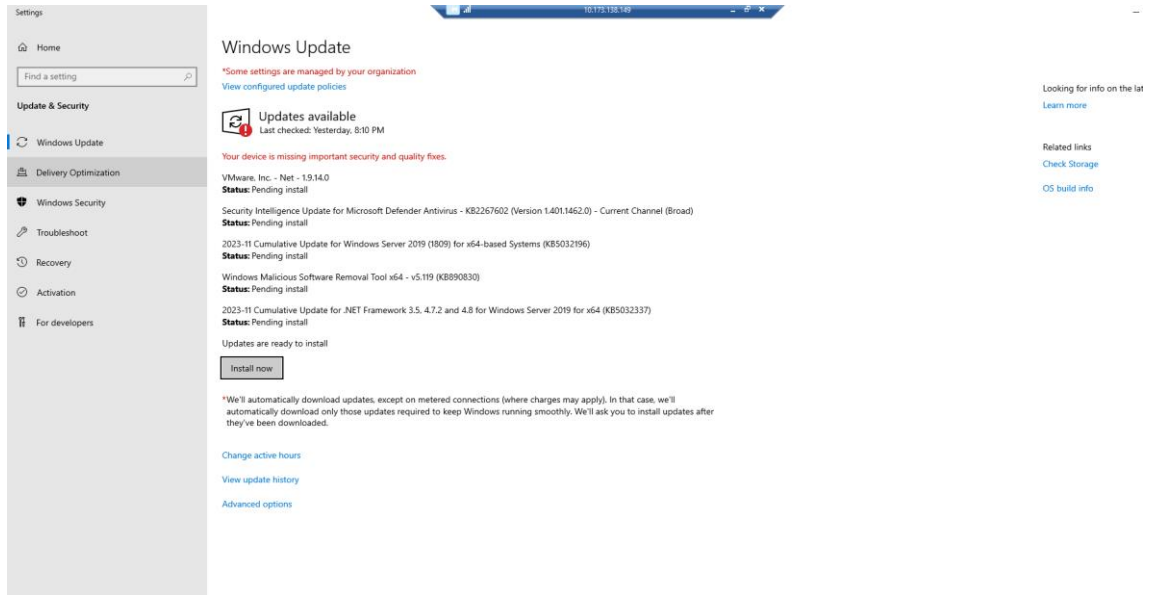 Settings
10.173.138.149
Home
Find a setting
Update & Security
Windows Update
Delivery Optimization
Windows Security
Troubleshoot
Recovery
Activation
For developers
Windows Update
*Some settings are managed by your organization
View configured update policies
Updates available
Last checked: Yesterday, 8:10 PM
Your device is missing important security and quality fixes.
VMware, Inc. - Net - 1.9.14.0
Status: Pending install
Security Intelligence Update for Microsoft Defender Antivirus - KB2267602 (Version 1.401.1462.0) - Current Channel (Broad)
Status: Pending install
2023-11 Cumulative Update for Windows Server 2019 (1809) for x64-based Systems (KB5032196)
Status: Pending install
Windows Malicious Software Removal Tool x64 - v5.119 (KB890830)
Status: Pending install
2023-11 Cumulative Update for .NET Framework 3.5, 4.7.2 and 4.8 for Windows Server 2019 for x64 (KB5032337)
Status: Pending install
Updates are ready to install
Install now
*We'll automatically download updates, except on metered connections (where charges may apply). In that case, we'll
automatically download only those updates required to keep Windows running smoothly. We'll ask you to install updates after
they've been downloaded.
Change active hours
View update history
Advanced options
Looking for info on the lat
Learn more
Related links
Check Storage
OS build info